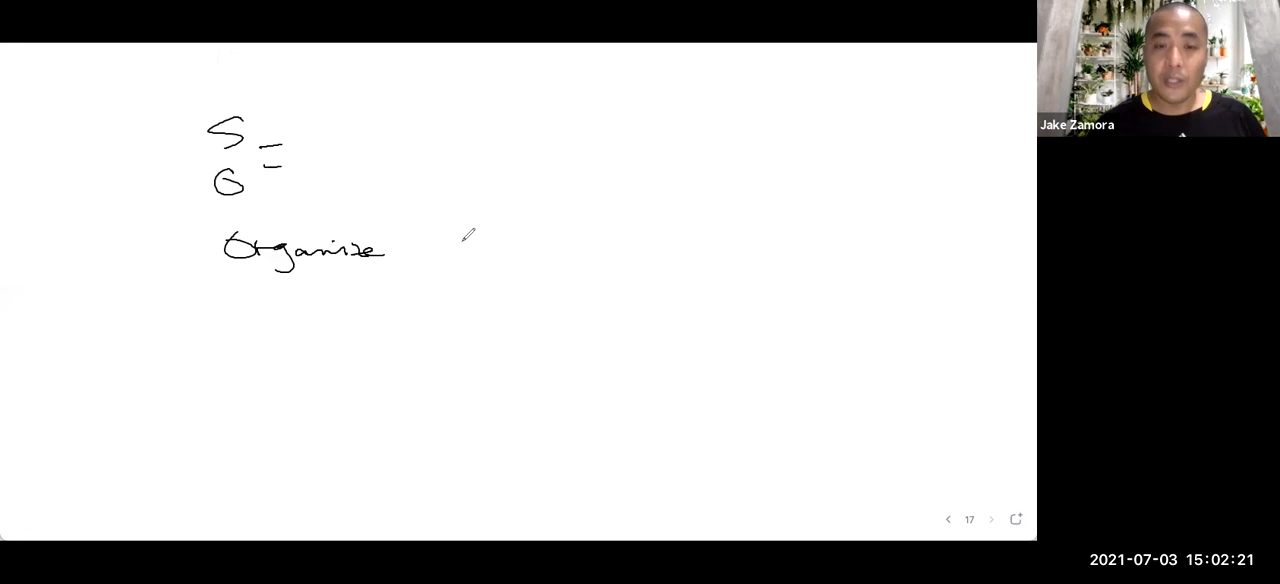 S =
G
Organize
Jake Zamora
17
2021-07-03 15:02:21